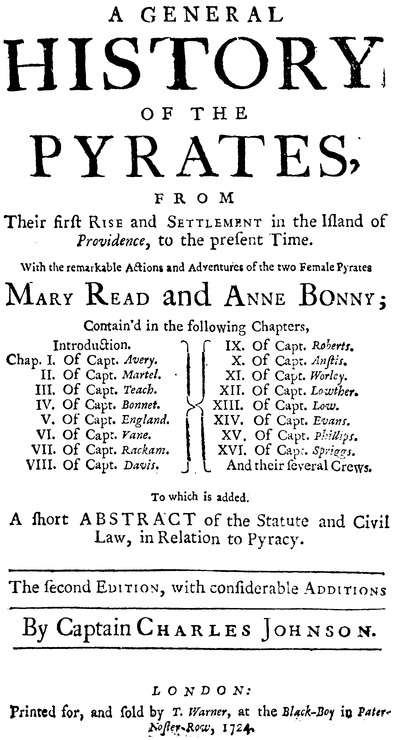 A GENERAL
HISTORY
OF THE
PYRATES,
FROM
Their firſt RISE and SETTLEMENT in the Iſland of
Providence, to the preſent Time.
With the remarkable Actions and Adventures of the two Female Pyrates
MARY READ and ANNE BONNY;
Contain'd in the following Chapters,
Introduction.
Chap. I. Of Capt. Avery.
II. Of Capt. Martel.
III. Of Capt. Teach.
IV. Of Capt. Bonnet.
V. Of Capt. England.
VI. Of Capt. Vane.
VII. Of Capt. Rackam.
VIII. Of Capt. Davis.
IX. Of Capt. Roberts.
X. Of Capt. Anſtis.
XI. Of Capt. Worley.
XII. Of Capt. Lowther.
XIII. Of Capt. Low.
XIV. Of Capt. Evans.
XV. Of Capt. Phillips.
XVI. Of Capt. Spriggs.
And their ſeveral Crews.
To which is added.
A ſhort ABSTRACT of the Statute and Civil
Law, in Relation to Pyracy.
The ſecond EDITION, with conſiderable ADDITIONS
By Captain CHARLES JOHNSON.
LONDON:
Printed for, and ſold by T. Warner, at the Black-Boy in Pater-
Noſter-Row, 1724.